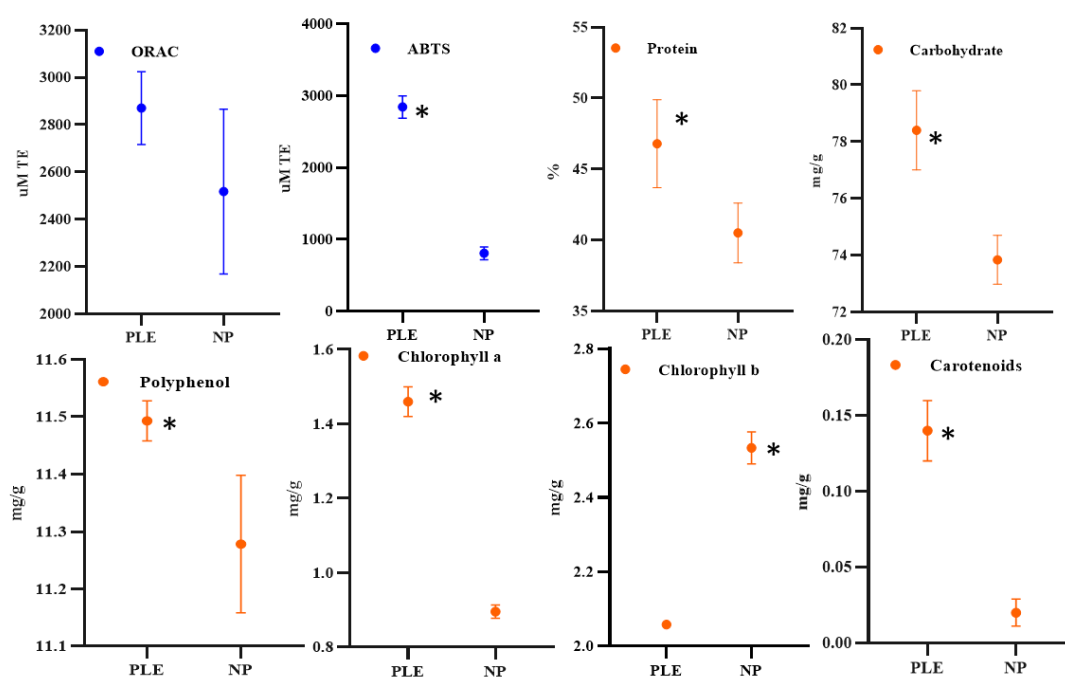 ORAC
uM TE
3200
3000
2800
2600
2400
2200
2000
PLE NP
ABTS
uM TE
4000
3000
2000
1000
0
*
PLE NP
Protein
%
55
50
45
40
35
*
PLE NP
Carbohydrate
mg/g
82
80
78
76
74
72
*
PLE NP
Polyphenol
mg/g
11.6
11.5
11.4
11.3
11.2
11.1
*
PLE NP
Chlorophyll a
mg/g
1.6
1.4
1.2
1.0
0.8
*
PLE NP
Chlorophyll b
mg/g
2.8
2.6
2.4
2.2
2.0
*
PLE NP
Carotenoids
mg/g
0.20
0.15
0.10
0.05
0.00
*
PLE NP